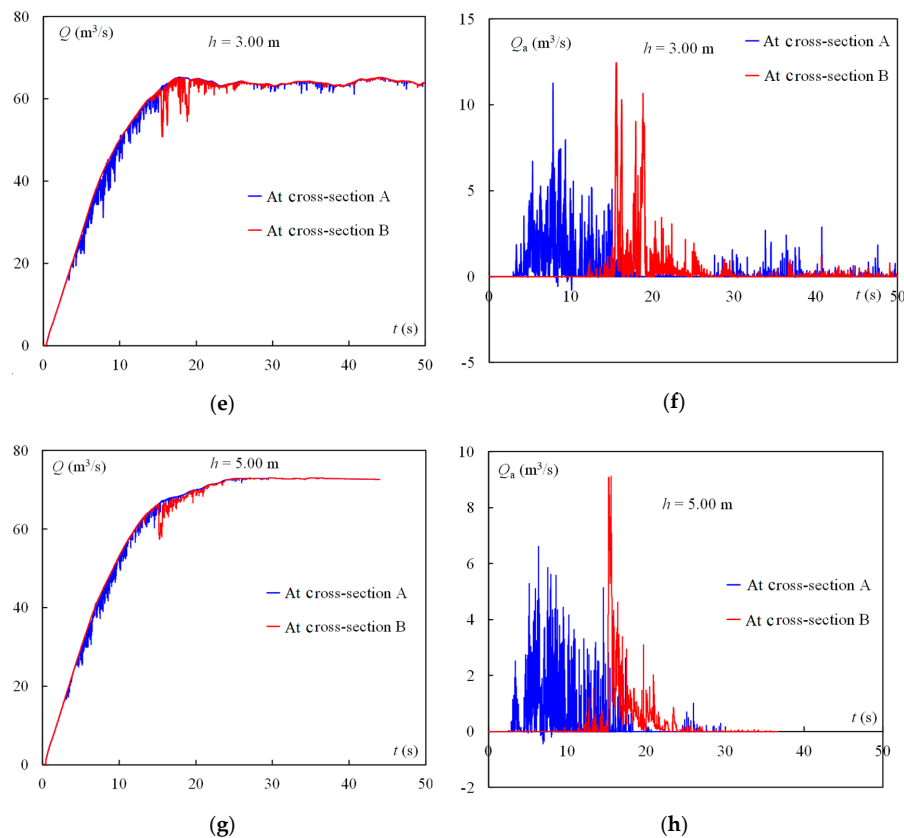 80
Q (m³/s)
h = 3.00 m
60
40
At cross-section A
At cross-section B
20
t (s)
0
0 10 20 30 40 50
(e)
15
Qa (m³/s)
h = 3.00 m
At cross-section A
At cross-section B
10
5
0
0 10 20 30 40 50
t (s)
-5
(f)
80
Q (m³/s)
h = 5.00 m
60
40
At cross-section A
At cross-section B
20
t (s)
0
0 10 20 30 40 50
(g)
10
Qa (m³/s)
h = 5.00 m
8
6
At cross-section A
4
At cross-section B
2
t (s)
0
0 10 20 30 40 50
-2
(h)